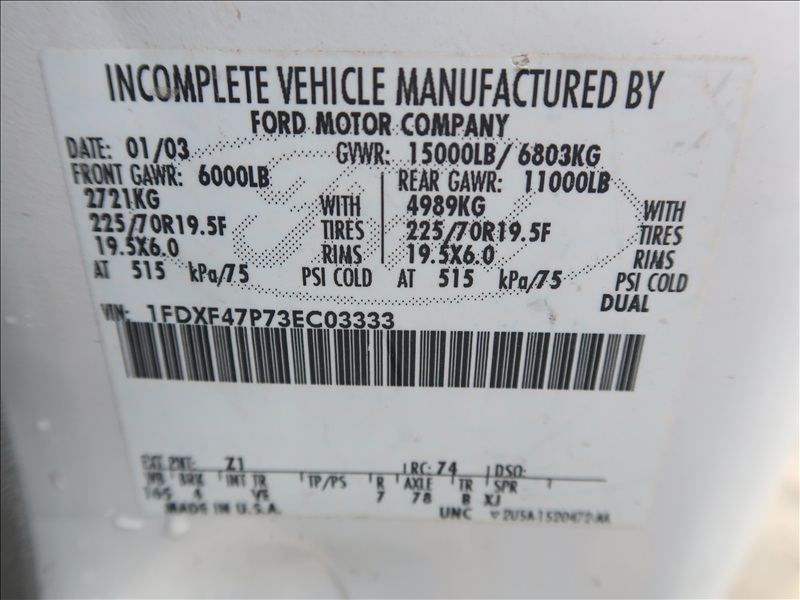 INCOMPLETE VEHICLE MANUFACTURED BY
FORD MOTOR COMPANY
DATE: 01/03 GVWR: 15000LB/ 6803KG
FRONT GAWR: 6000LB REAR GAWR: 11000LB
2721KG WITH 4989KG WITH
225/70R19.5F TIRES 225/70R19.5F TIRES
19.5X6.0 RIMS 19.5X6.0 RIMS
AT 515 kPa/75 PSI COLD AT 515 kPa/75 PSI COLD
DUAL
VIN: 1FDXF47P73EC03333
EXT PNT: Z1 RC: 74 DSO:
WB BRK INT TR TP/PS R AXLE TR SPR
165 4 VE 7 78 B XJ
MADE IN U.S.A. UNC